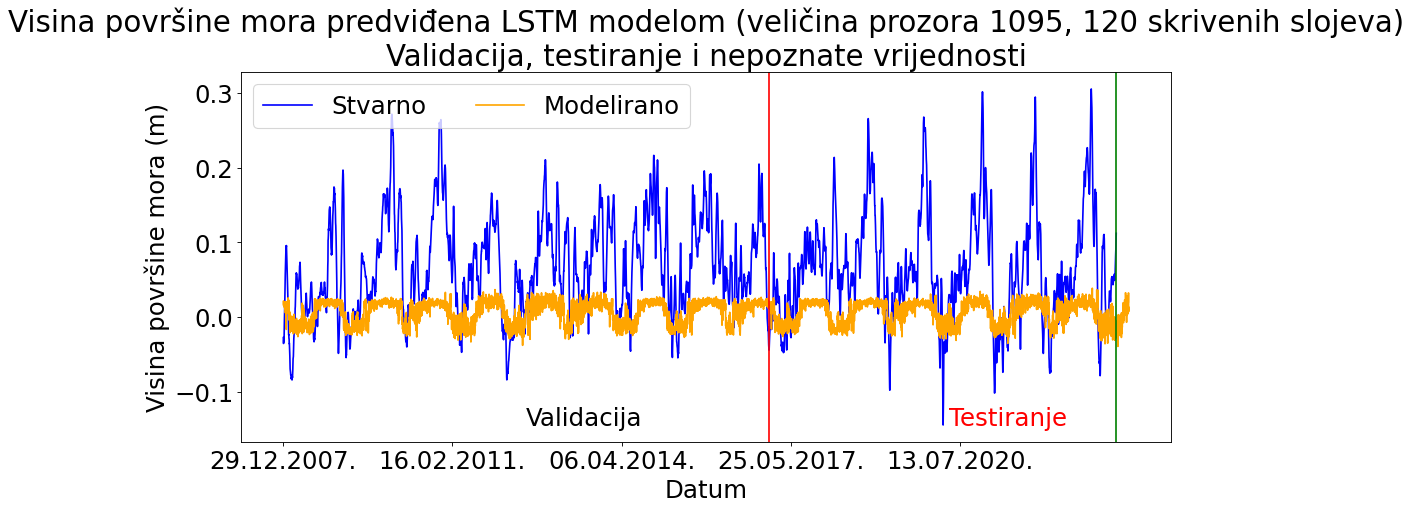 Visina površine mora predviđena LSTM modelom (veličina prozora 1095, 120 skrivenih slojeva)
Validacija, testiranje i nepoznate vrijednosti
Stvarno
Modelirano
Visina površine mora (m)
0.3
0.2
0.1
0.0
−0.1
Validacija
Testiranje
29.12.2007.
16.02.2011.
06.04.2014.
25.05.2017.
13.07.2020.
Datum